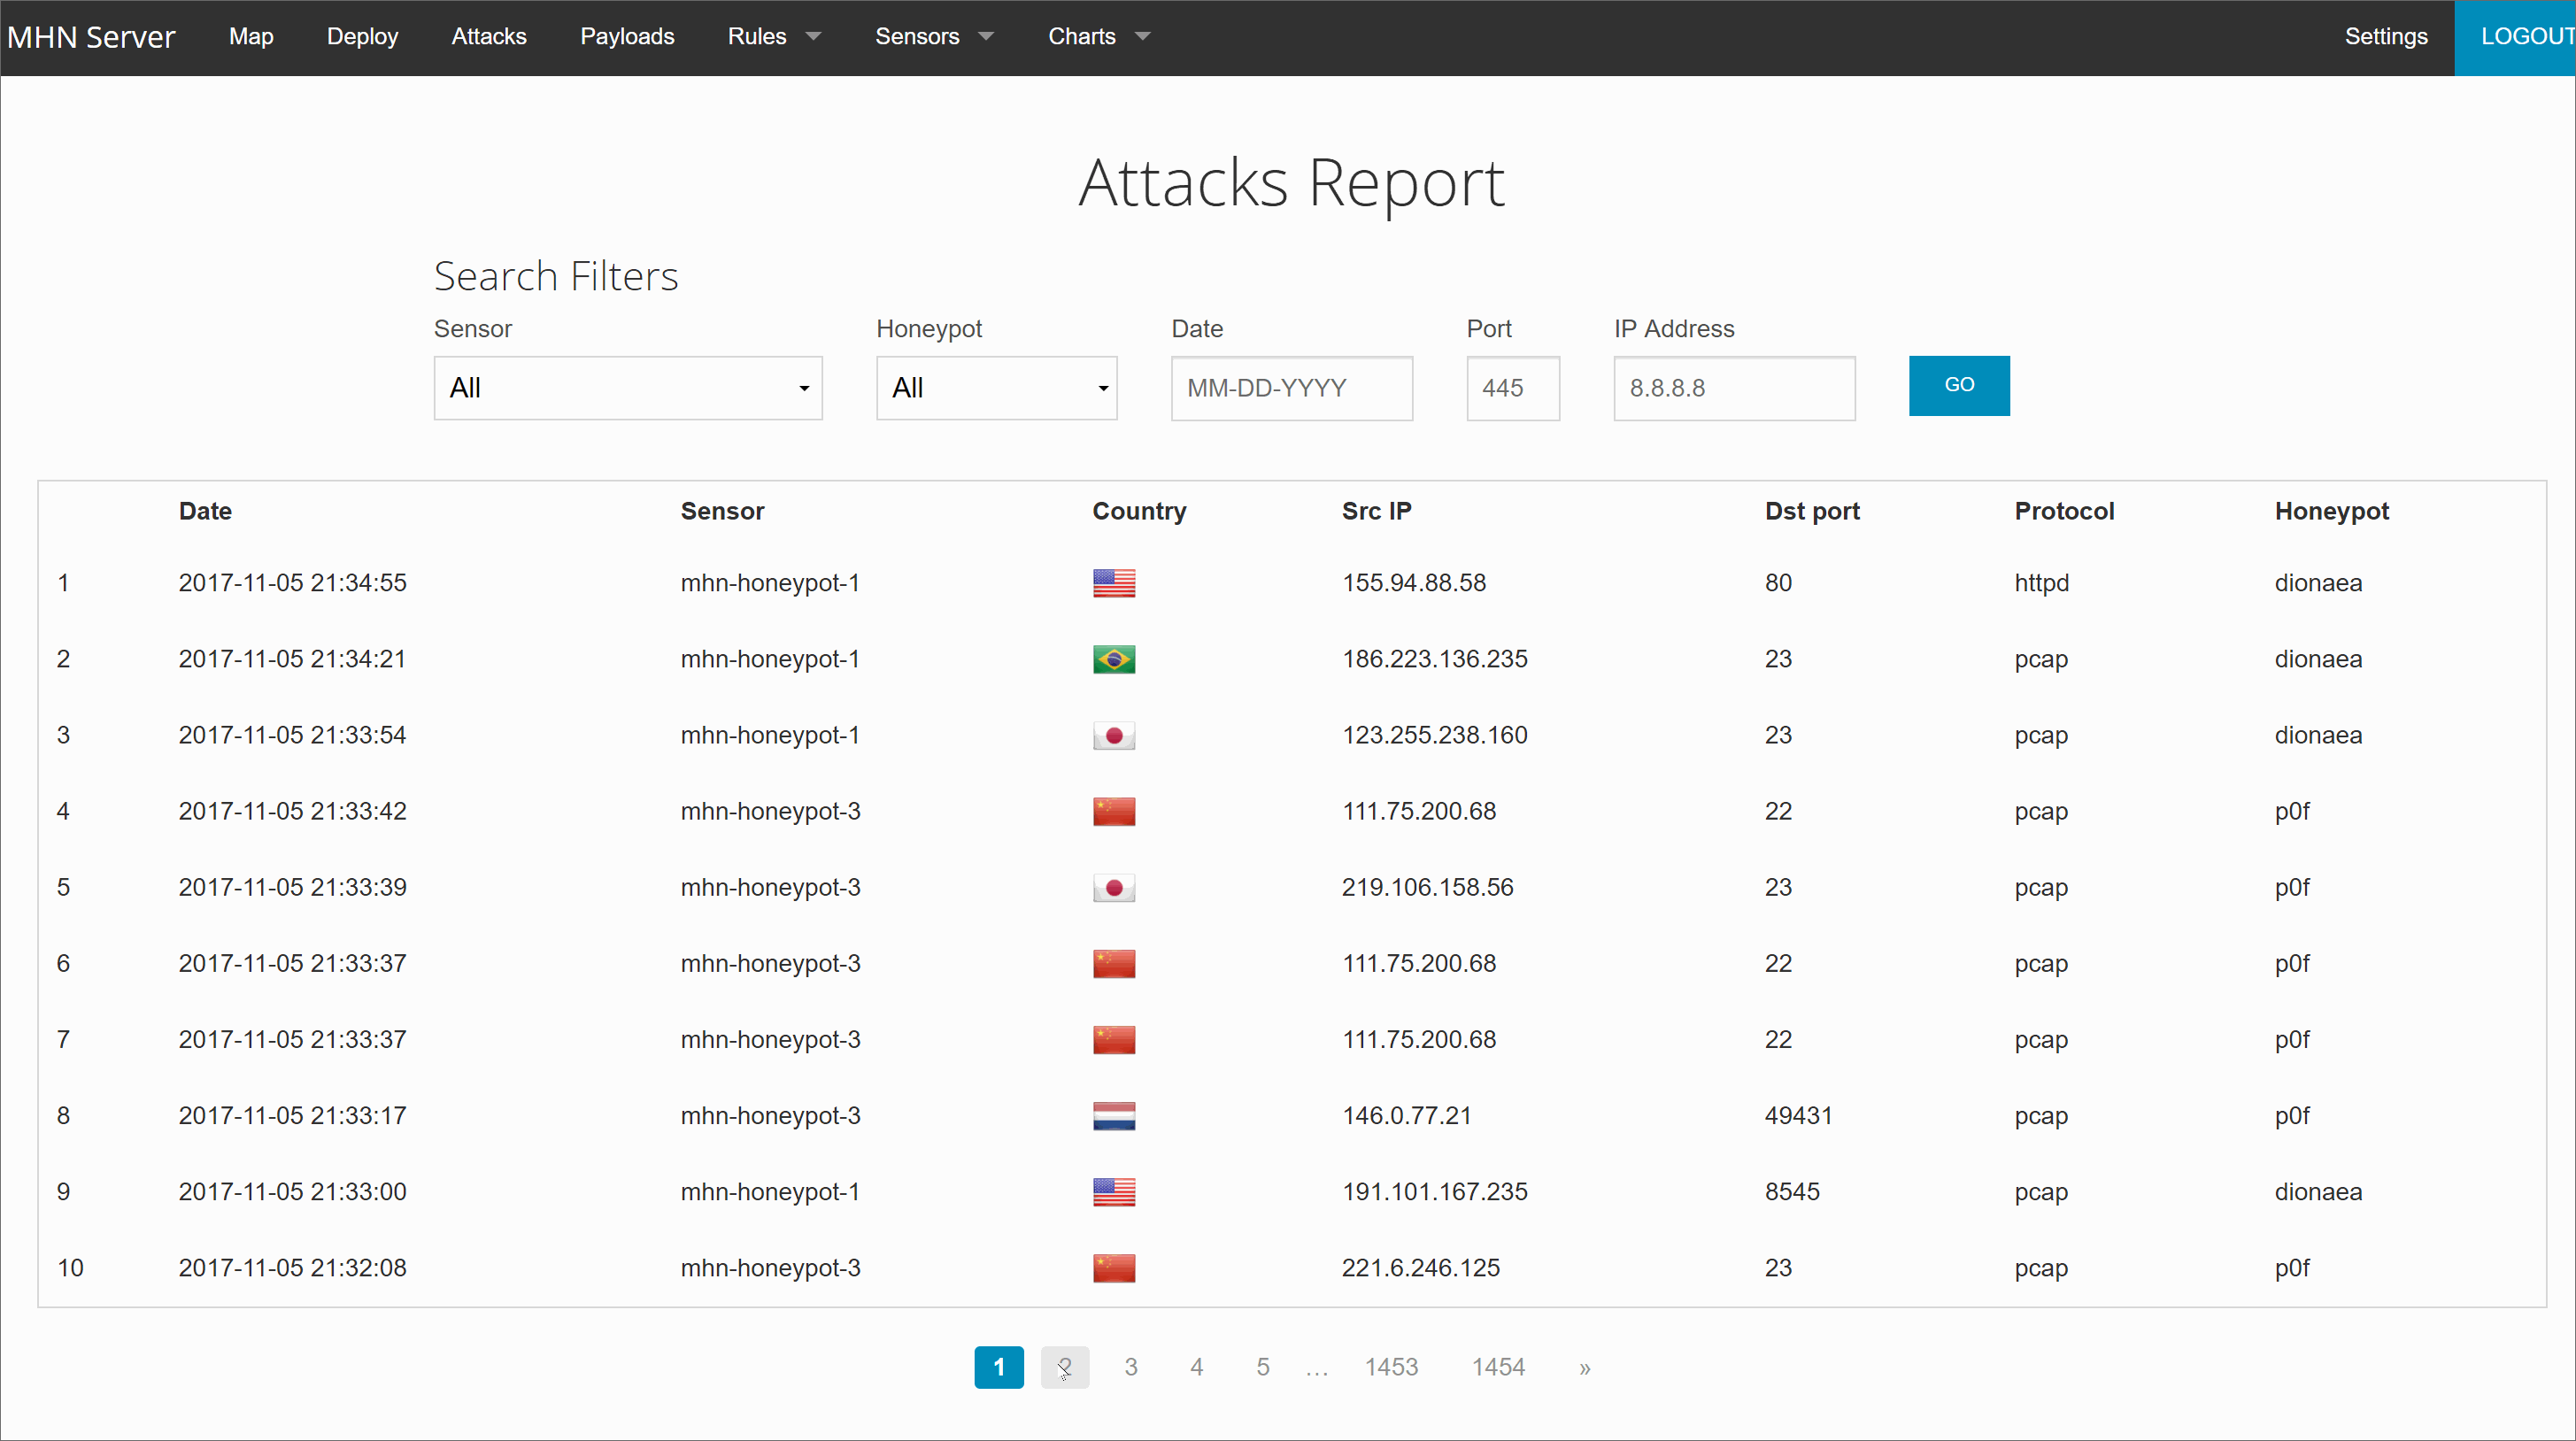 MHN Server Map Deploy Attacks Payloads Rules Sensors Charts Settings LOGOUT
Attacks Report
Search Filters
Sensor Honeypot Date Port IP Address
All All MM-DD-YYYY 445 8.8.8.8 GO
Date Sensor Country Src IP Dst port Protocol Honeypot
1 2017-11-05 21:34:55 mhn-honeypot-1 155.94.88.58 80 httpd dionaea
2 2017-11-05 21:34:21 mhn-honeypot-1 186.223.136.235 23 pcap dionaea
3 2017-11-05 21:33:54 mhn-honeypot-1 123.255.238.160 23 pcap dionaea
4 2017-11-05 21:33:42 mhn-honeypot-3 111.75.200.68 22 pcap p0f
5 2017-11-05 21:33:39 mhn-honeypot-3 219.106.158.56 23 pcap p0f
6 2017-11-05 21:33:37 mhn-honeypot-3 111.75.200.68 22 pcap p0f
7 2017-11-05 21:33:37 mhn-honeypot-3 111.75.200.68 22 pcap p0f
8 2017-11-05 21:33:17 mhn-honeypot-3 146.0.77.21 49431 pcap p0f
9 2017-11-05 21:33:00 mhn-honeypot-1 191.101.167.235 8545 pcap dionaea
10 2017-11-05 21:32:08 mhn-honeypot-3 221.6.246.125 23 pcap p0f
1 2 3 4 5 … 1453 1454 »